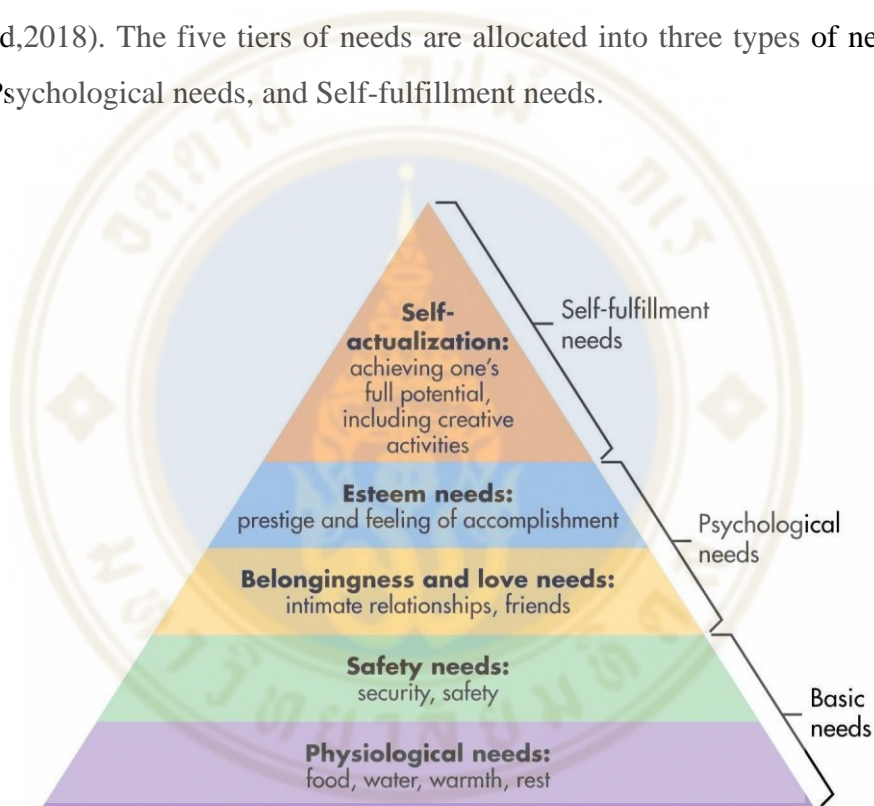 d,2018). The five tiers of needs are allocated into three types of ne
Psychological needs, and Self-fulfillment needs.
Self-
actualization:
achieving one's
full potential,
including creative
activities
Self-fulfillment
needs
Esteem needs:
prestige and feeling of accomplishment
Psychological
needs
Belongingness and love needs:
intimate relationships, friends
Safety needs:
security, safety
Basic
needs
Physiological needs:
food, water, warmth, rest